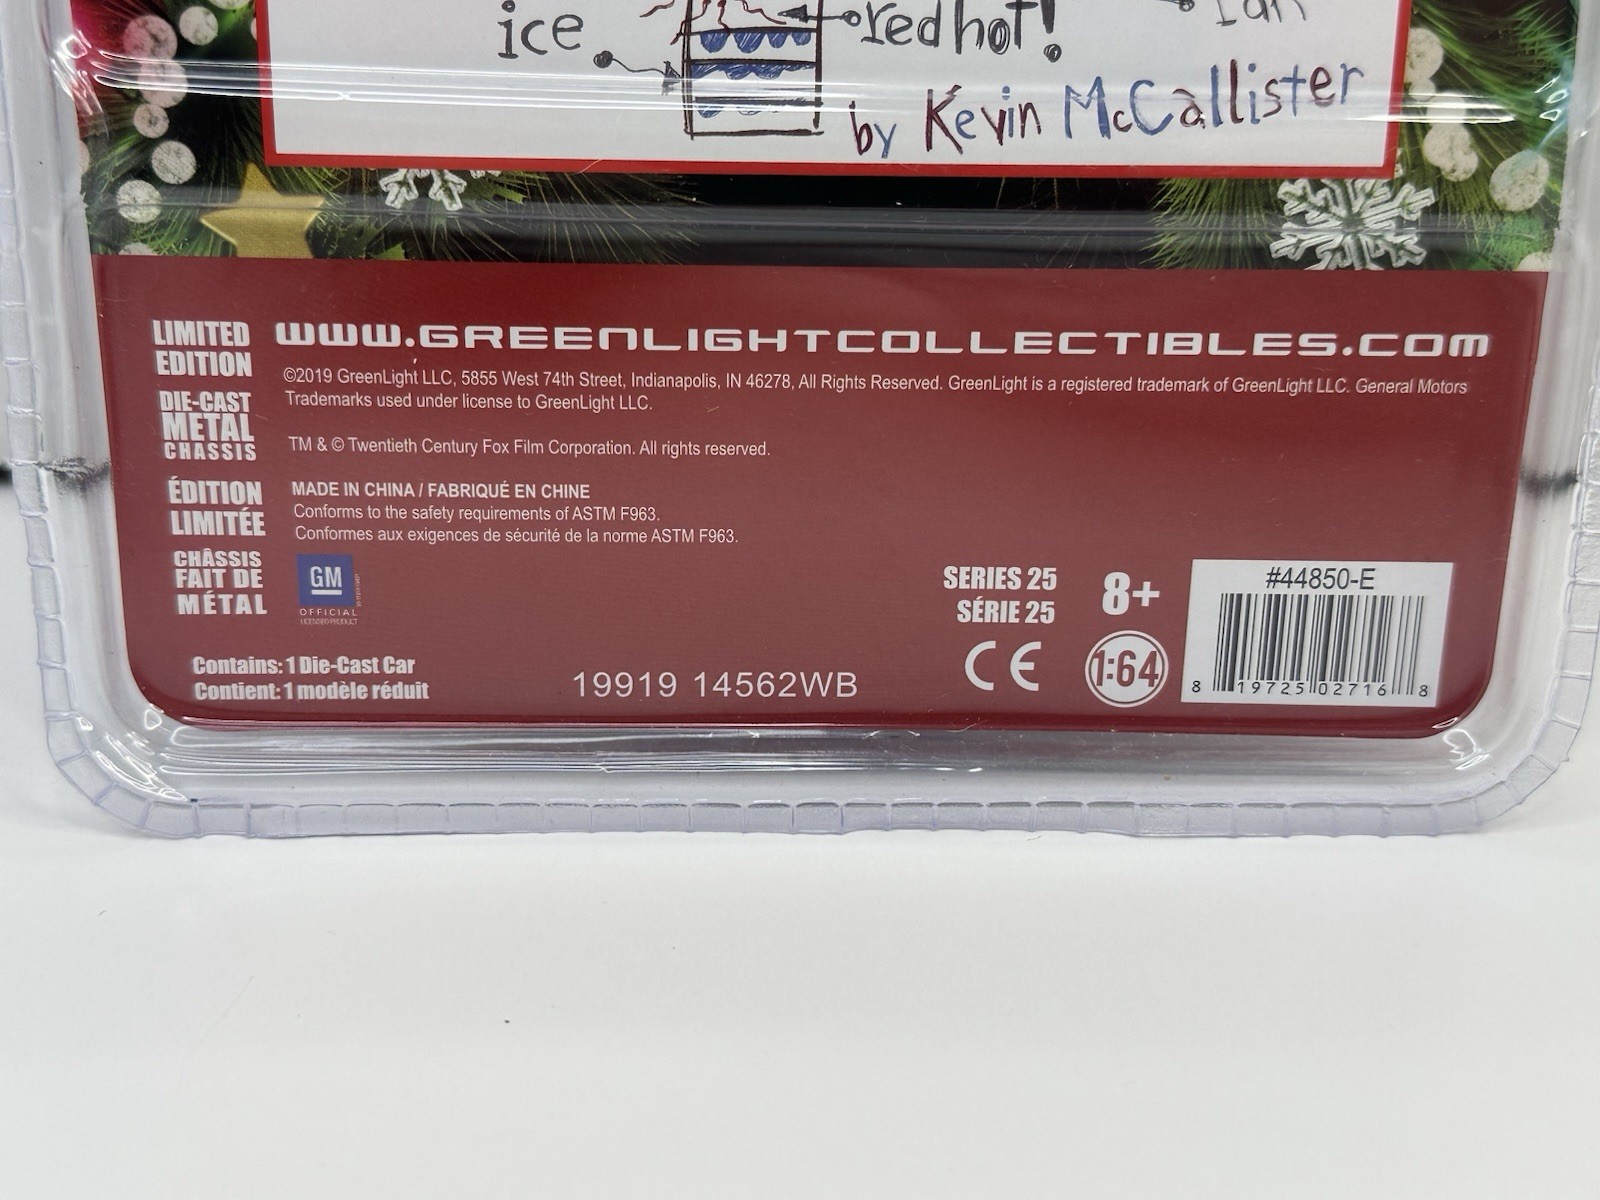 ice
red hot!
by Kevin McCallister
LIMITED
EDITION
DIE-CAST
METAL
CHASSIS
ÉDITION
LIMITÉE
CHÂSSIS
FAIT DE
MÉTAL
WWW.GREENLIGHTCOLLECTIBLES.COM
©2019 GreenLight LLC, 5855 West 74th Street, Indianapolis, IN 46278, All Rights Reserved. GreenLight is a registered trademark of GreenLight LLC. General Motors
Trademarks used under license to GreenLight LLC.
TM & © Twentieth Century Fox Film Corporation. All rights reserved.
MADE IN CHINA / FABRIQUÉ EN CHINE
Conforms to the safety requirements of ASTM F963.
Conformes aux exigences de sécurité de la norme ASTM F963.
GM
OFFICIAL
LICENSED PRODUCT
Contains: 1 Die-Cast Car
Contient: 1 modèle réduit
19919 14562WB
SERIES 25
SÉRIE 25
8+
CE
1:64
#44850-E
8 19725 02716 8